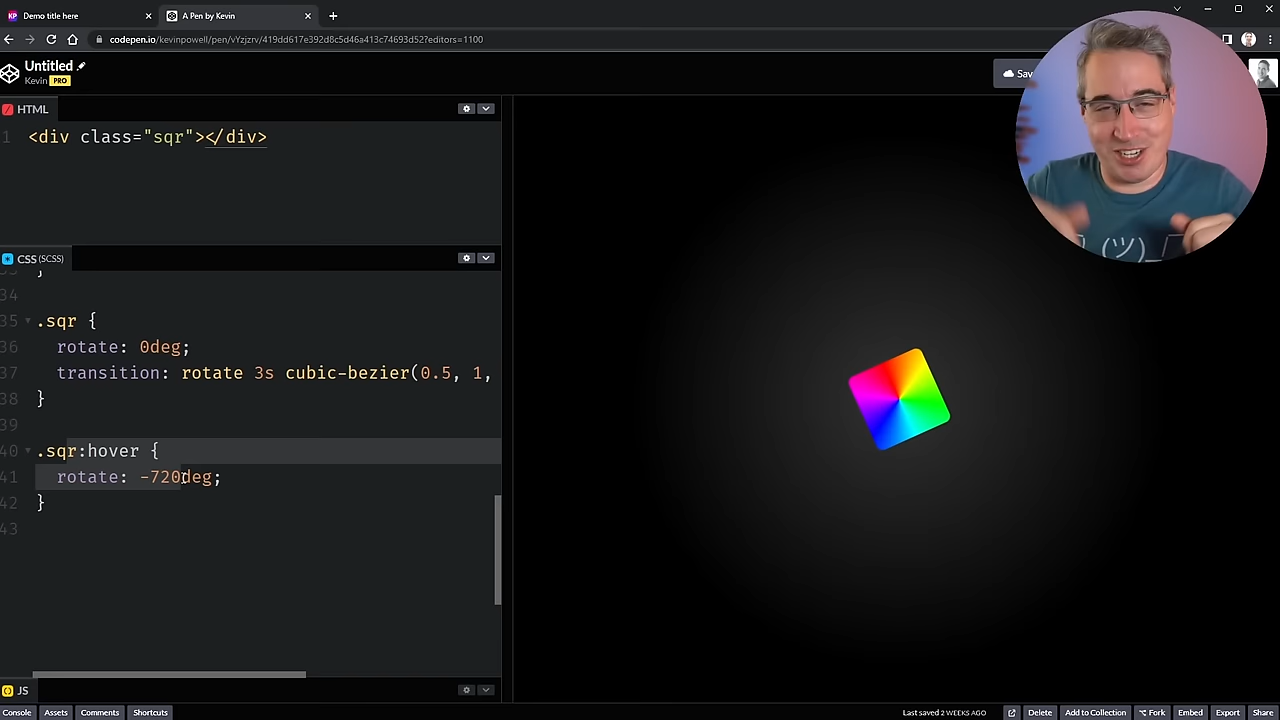 KP
Demo title here
A Pen by Kevin
codepen.io/kevinpowell/pen/vYzjzrv/419dd617e392d8c5d46a413c74693d52?editors=1100
Untitled
Kevin PRO
Sav
HTML
1 <div class="sqr"></div>
CSS (SCSS)
}
34
35 .sqr {
36 rotate: 0deg;
37 transition: rotate 3s cubic-bezier(0.5, 1,
38 }
39
40 .sqr:hover {
41 rotate: -720deg;
42 }
43
(ツ)_
JS
Console Assets Comments Shortcuts
Last saved 2 WEEKS AGO
Delete Add to Collection Fork Embed Export Share